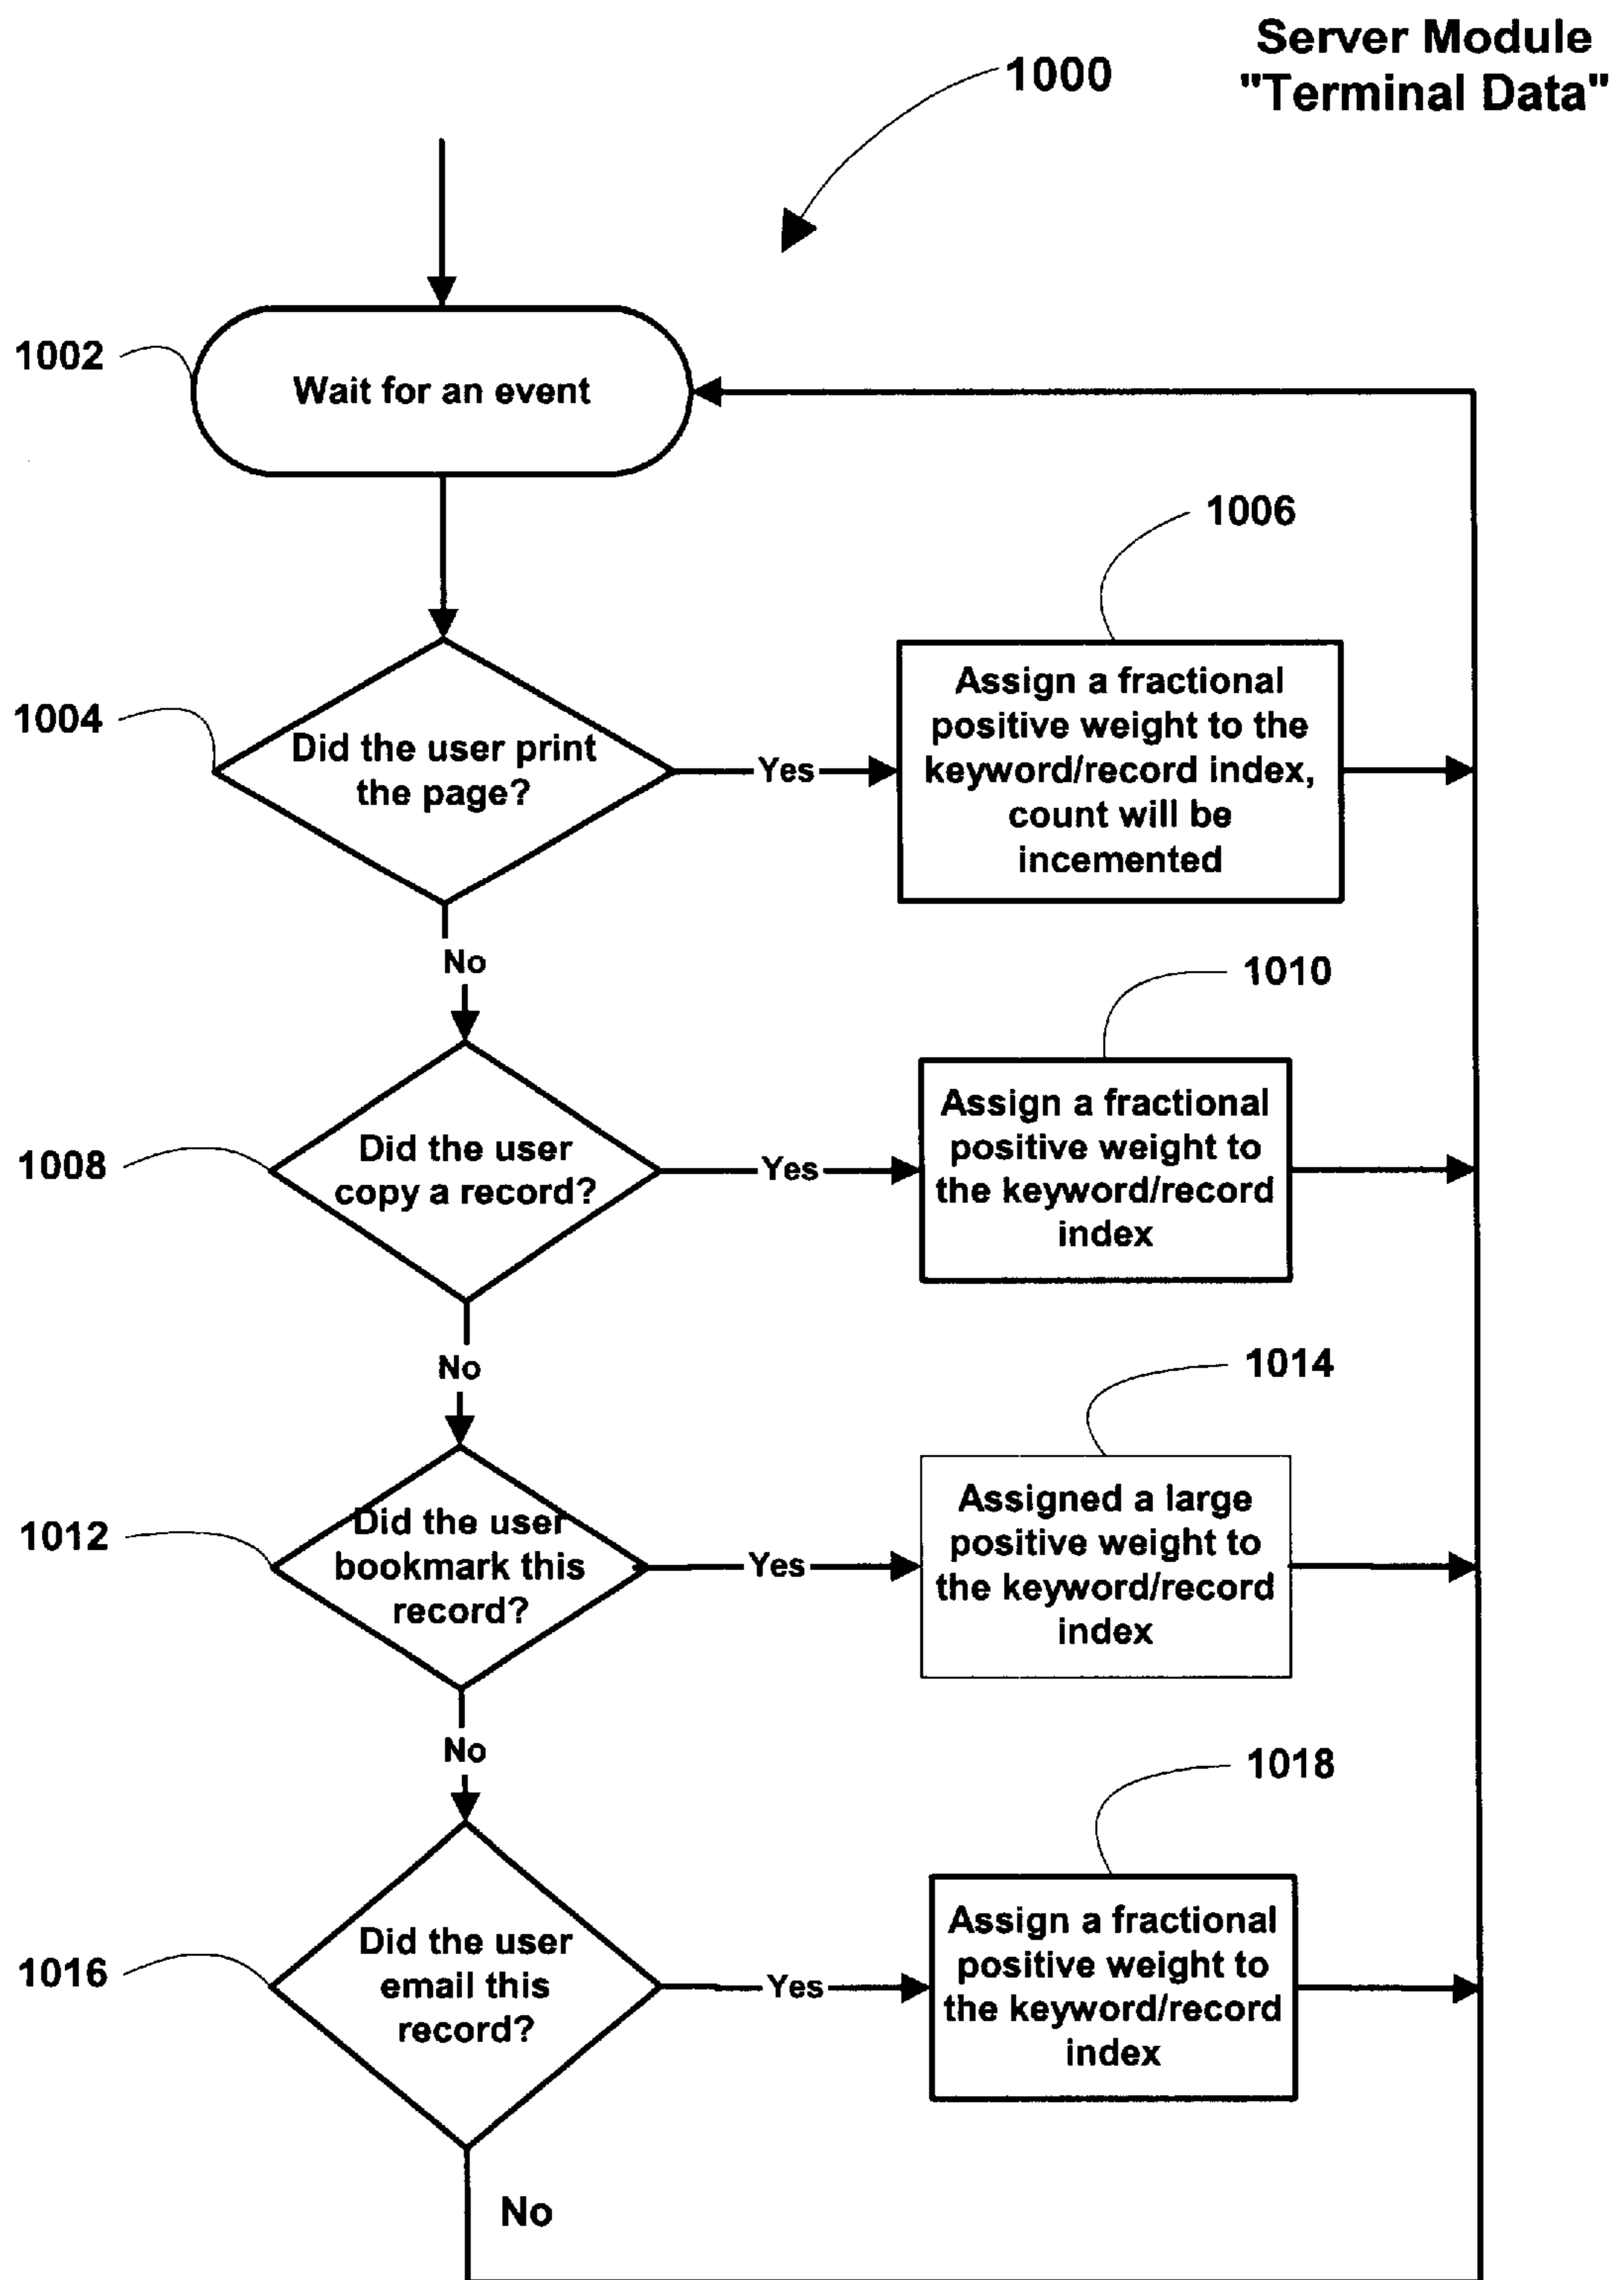 Server Module
"Terminal Data"
1000
1002
Wait for an event
1006
1004
Did the user print
the page?
Yes
Assign a fractional
positive weight to the
keyword/record index,
count will be
incemented
No
1010
1008
Did the user
copy a record?
Yes
Assign a fractional
positive weight to
the keyword/record
index
No
1014
1012
Did the user
bookmark this
record?
Yes
Assigned a large
positive weight to
the keyword/record
index
No
1018
1016
Did the user
email this
record?
Yes
Assign a fractional
positive weight to
the keyword/record
index
No